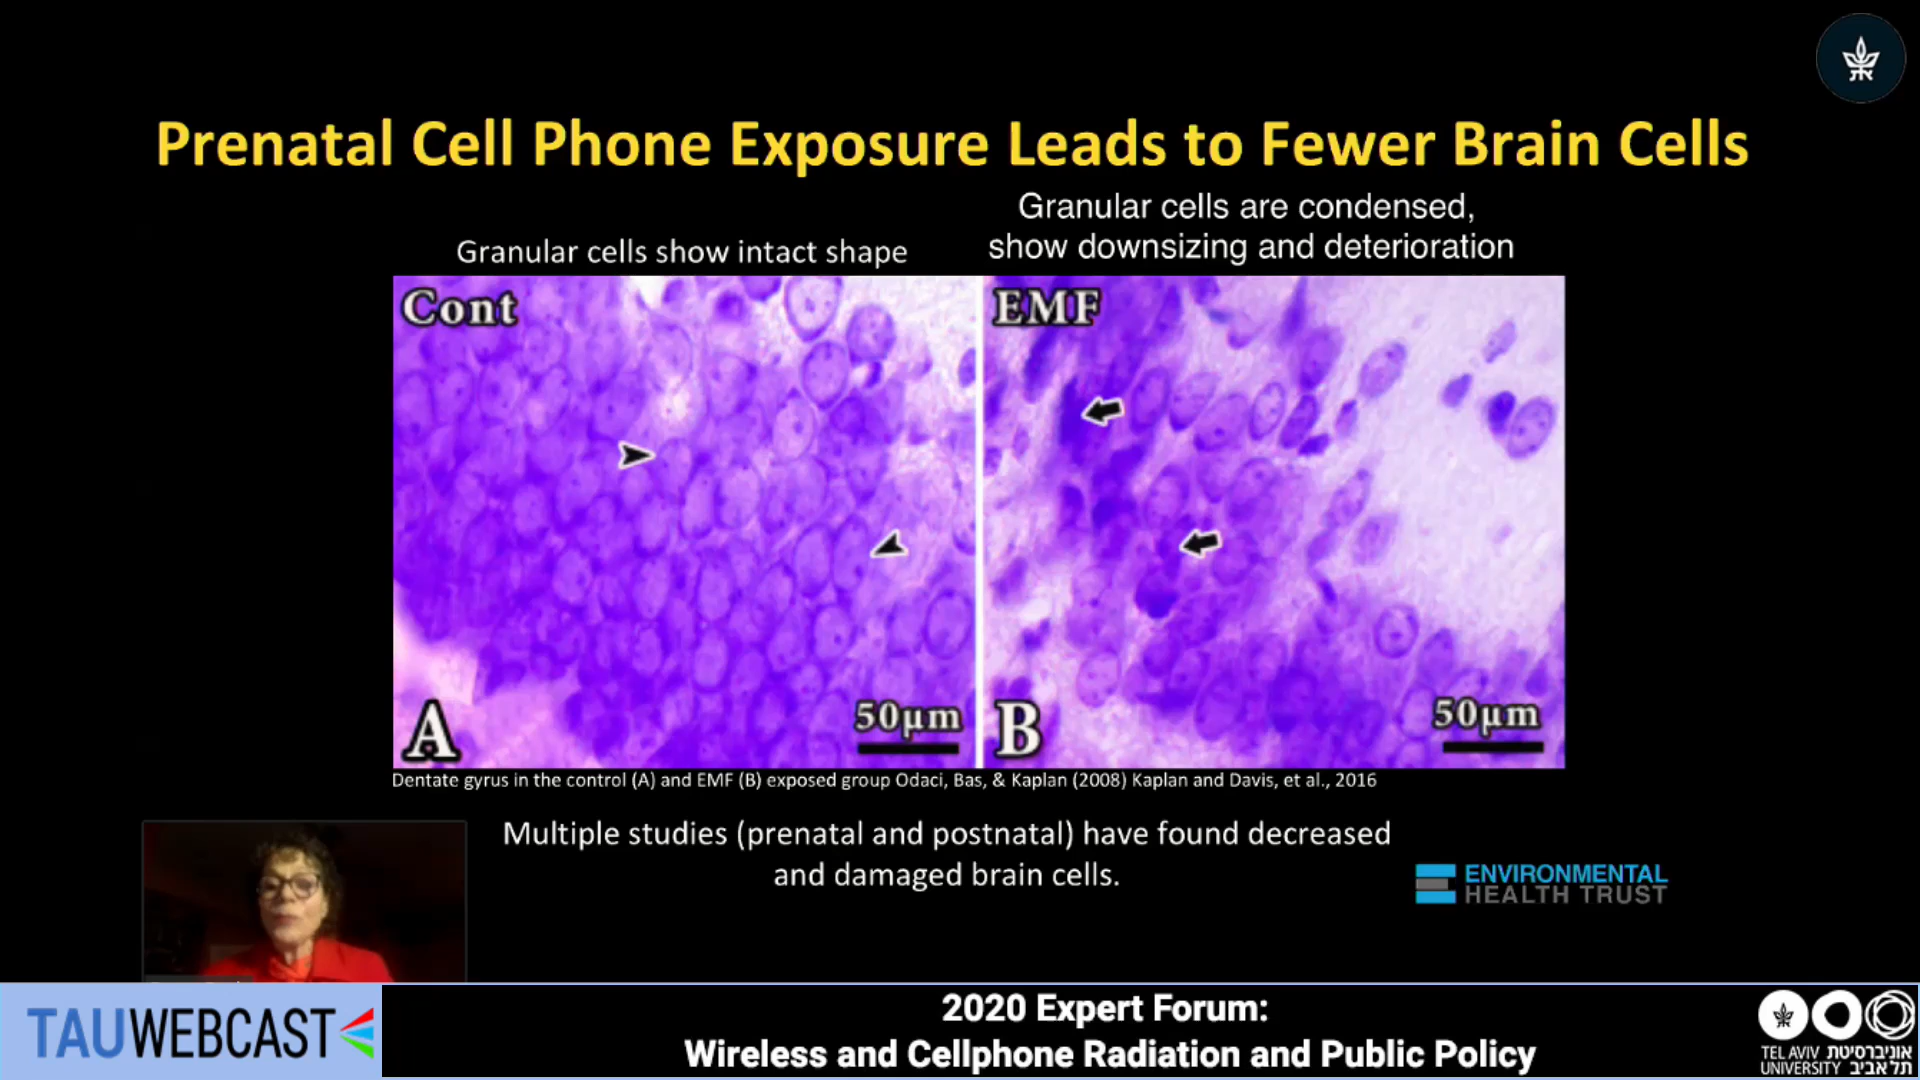 Prenatal Cell Phone Exposure Leads to Fewer Brain Cells
Granular cells show intact shape
Granular cells are condensed,
show downsizing and deterioration
Cont
EMF
A
50µm
B
50µm
Dentate gyrus in the control (A) and EMF (B) exposed group Odaci, Bas, & Kaplan (2008) Kaplan and Davis, et al., 2016
Multiple studies (prenatal and postnatal) have found decreased
and damaged brain cells.
ENVIRONMENTAL
HEALTH TRUST
TAUWEBCAST
2020 Expert Forum:
Wireless and Cellphone Radiation and Public Policy
TEL AVIV אוניברסיטת
UNIVERSITY תל אביב